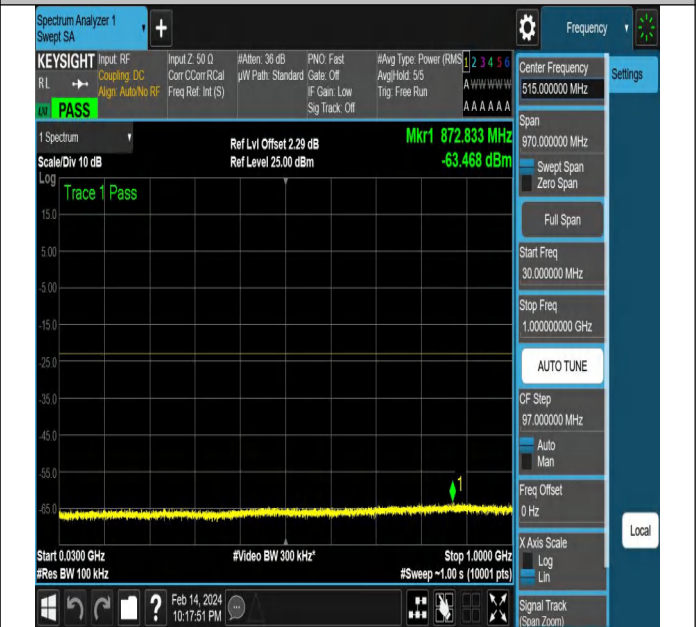 Spectrum Analyzer 1
Swept SA
Frequency
KEYSIGHT
RL
PASS
Input: RF
Coupling: DC
Align: Auto/No RF
Input Z: 50 Ω
Corr CCorr RCal
Freq Ref: Int (S)
#Atten: 36 dB
µW Path: Standard
PNO: Fast
Gate: Off
IF Gain: Low
Sig Track: Off
#Avg Type: Power (RMS
Avg|Hold: 5/5
Trig: Free Run
1 2 3 4 5 6
A W W W W W
A A A A A A
1 Spectrum
Scale/Div 10 dB
Ref Lvl Offset 2.29 dB
Ref Level 25.00 dBm
Mkr1 872.833 MHz
-63.468 dBm
Log
Trace 1 Pass
15.0
5.00
-5.00
-15.0
-25.0
-35.0
-45.0
-55.0
-65.0
1
Start 0.0300 GHz
#Res BW 100 kHz
#Video BW 300 kHz*
Stop 1.0000 GHz
#Sweep ~1.00 s (10001 pts)
Feb 14, 2024
10:17:51 PM
Center Frequency
515.000000 MHz
Settings
Span
970.000000 MHz
Swept Span
Zero Span
Full Span
Start Freq
30.000000 MHz
Stop Freq
1.000000000 GHz
AUTO TUNE
CF Step
97.000000 MHz
Auto
Man
Freq Offset
0 Hz
X Axis Scale
Log
Lin
Local
Signal Track
(Span Zoom)